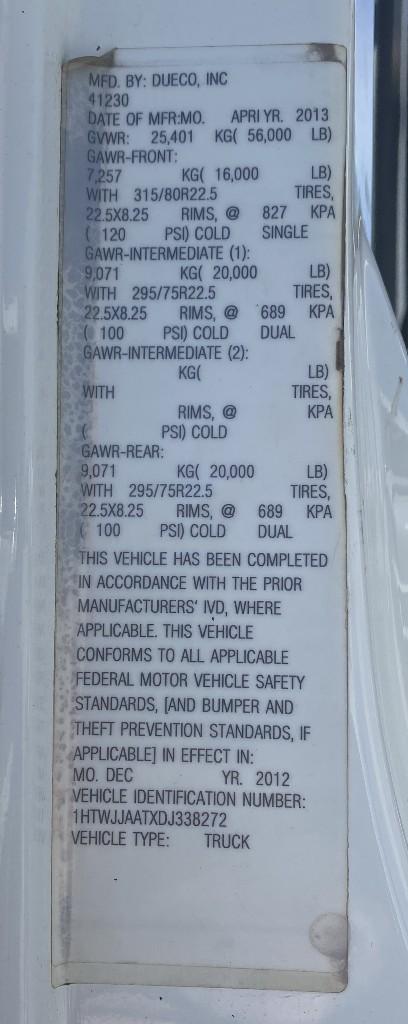 MFD. BY: DUECO, INC
41230
DATE OF MFR:MO. APRI YR. 2013
GVWR: 25,401 KG( 56,000 LB)
GAWR-FRONT:
7,257 KG( 16,000 LB)
WITH 315/80R22.5 TIRES,
22.5X8.25 RIMS, @ 827 KPA
( 120 PSI) COLD SINGLE
GAWR-INTERMEDIATE (1):
9,071 KG( 20,000 LB)
WITH 295/75R22.5 TIRES,
22.5X8.25 RIMS, @ 689 KPA
( 100 PSI) COLD DUAL
GAWR-INTERMEDIATE (2):
KG( LB)
WITH TIRES,
RIMS, @ KPA
( PSI) COLD
GAWR-REAR:
9,071 KG( 20,000 LB)
WITH 295/75R22.5 TIRES,
22.5X8.25 RIMS, @ 689 KPA
( 100 PSI) COLD DUAL
THIS VEHICLE HAS BEEN COMPLETED
IN ACCORDANCE WITH THE PRIOR
MANUFACTURERS' IVD, WHERE
APPLICABLE. THIS VEHICLE
CONFORMS TO ALL APPLICABLE
FEDERAL MOTOR VEHICLE SAFETY
STANDARDS, [AND BUMPER AND
THEFT PREVENTION STANDARDS, IF
APPLICABLE] IN EFFECT IN:
MO. DEC YR. 2012
VEHICLE IDENTIFICATION NUMBER:
1HTWJJAATXDJ338272
VEHICLE TYPE: TRUCK